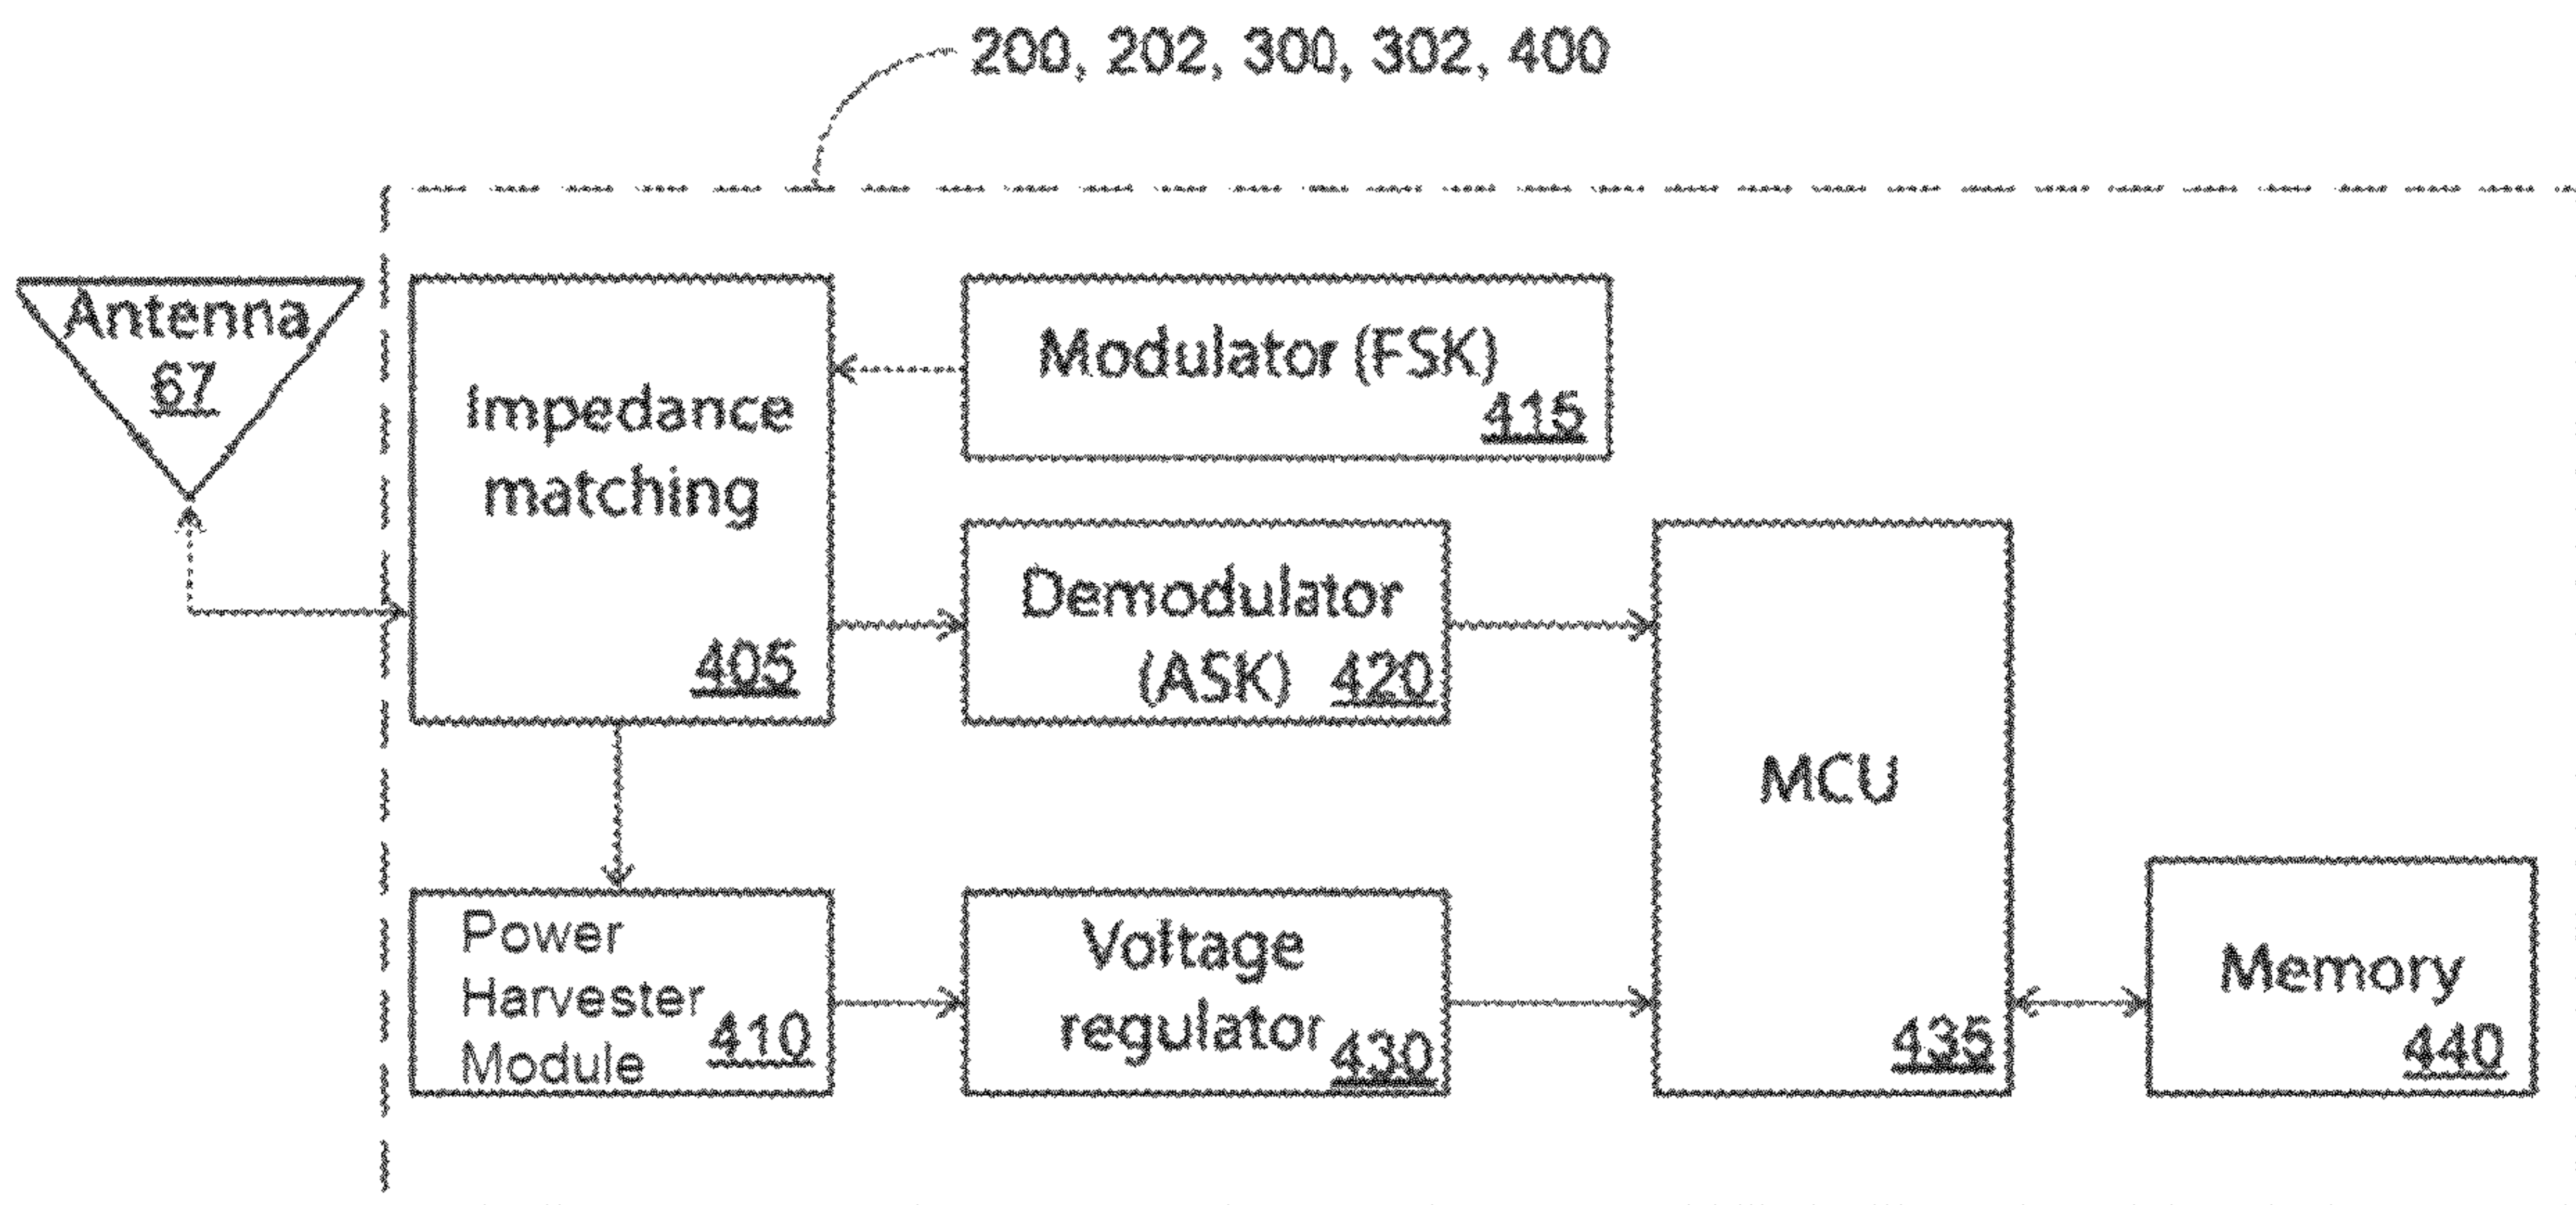 200, 202, 300, 302, 400
Antenna
67
Impedance
matching
405
Modulator (FSK)
415
Demodulator
(ASK) 420
MCU
435
Power
Harvester
Module 410
Voltage
regulator 430
Memory
440